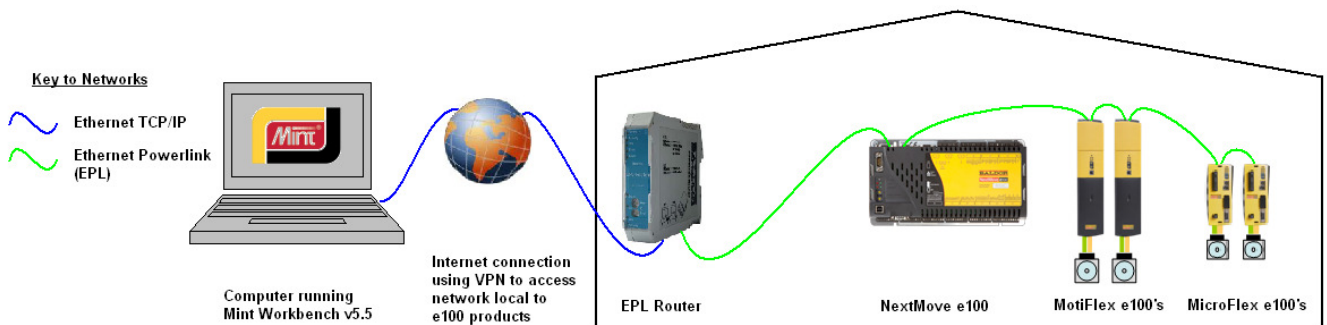 Key to Networks
Ethernet TCP/IP
Ethernet Powerlink
(EPL)
Mint
Computer running
Mint Workbench v5.5
Internet connection
using VPN to access
network local to
e100 products
EPL Router
BALDOR
NextMove e100
MotiFlex e100's
MicroFlex e100's